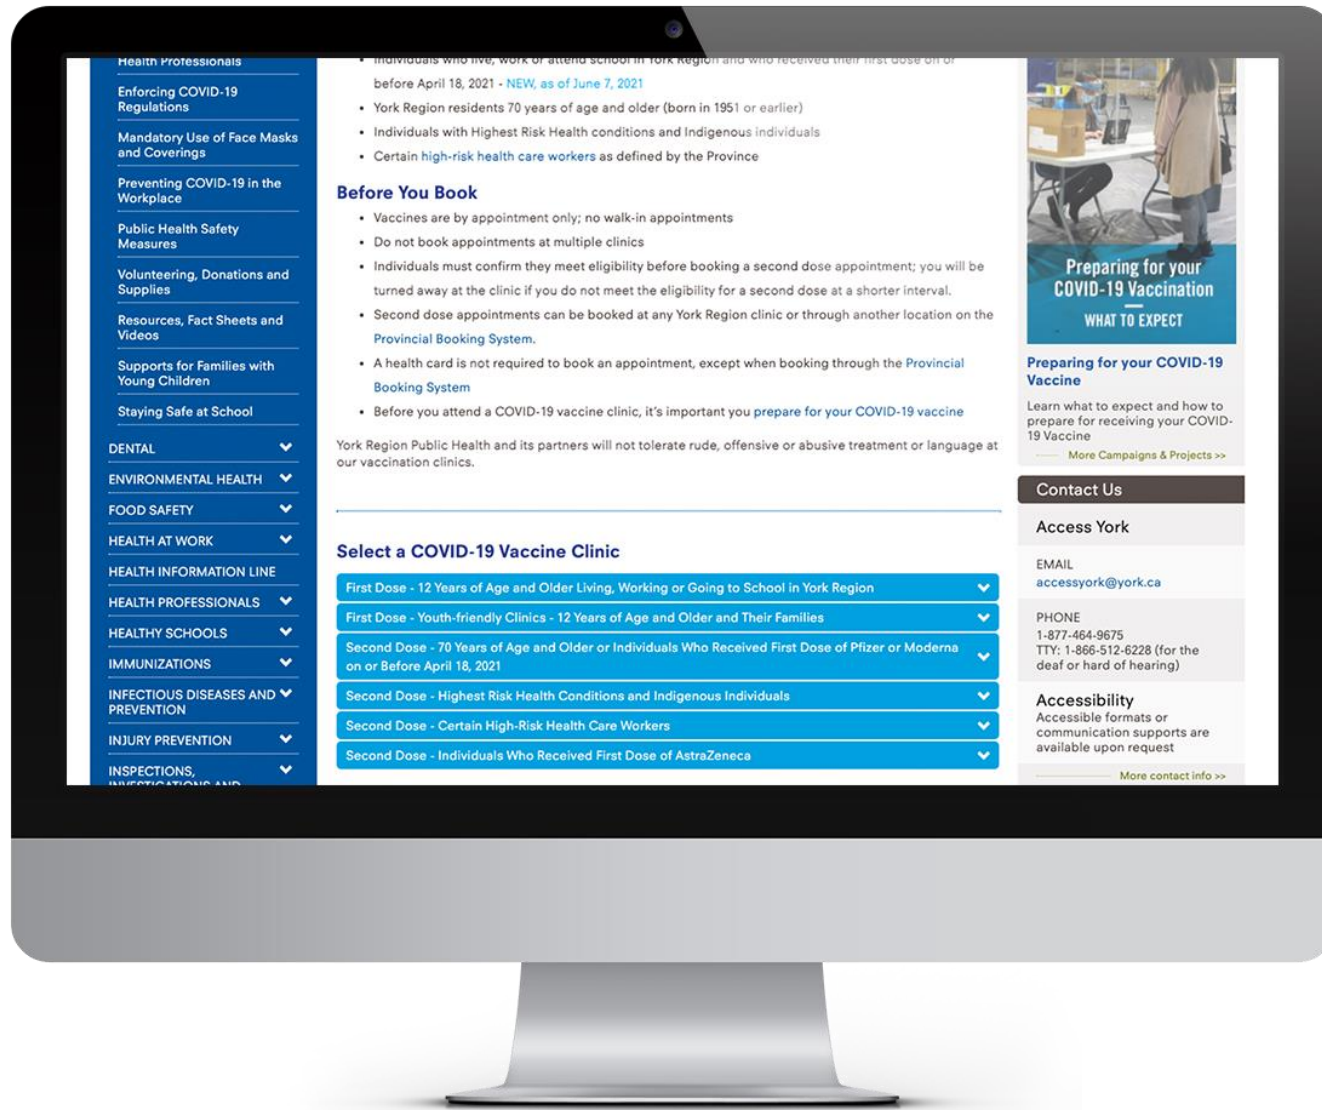 Health Professionals
Enforcing COVID-19
Regulations
Mandatory Use of Face Masks
and Coverings
Preventing COVID-19 in the
Workplace
Public Health Safety
Measures
Volunteering, Donations and
Supplies
Resources, Fact Sheets and
Videos
Supports for Families with
Young Children
Staying Safe at School
DENTAL
ENVIRONMENTAL HEALTH
FOOD SAFETY
HEALTH AT WORK
HEALTH INFORMATION LINE
HEALTH PROFESSIONALS
HEALTHY SCHOOLS
IMMUNIZATIONS
INFECTIOUS DISEASES AND
PREVENTION
INJURY PREVENTION
INSPECTIONS,
INVESTIGATIONS AND
• Individuals who live, work or attend school in York Region and who received their first dose on or
before April 18, 2021 - NEW, as of June 7, 2021
• York Region residents 70 years of age and older (born in 1951 or earlier)
• Individuals with Highest Risk Health conditions and Indigenous individuals
• Certain high-risk health care workers as defined by the Province
Before You Book
• Vaccines are by appointment only; no walk-in appointments
• Do not book appointments at multiple clinics
• Individuals must confirm they meet eligibility before booking a second dose appointment; you will be
turned away at the clinic if you do not meet the eligibility for a second dose at a shorter interval.
• Second dose appointments can be booked at any York Region clinic or through another location on the
Provincial Booking System.
• A health card is not required to book an appointment, except when booking through the Provincial
Booking System
• Before you attend a COVID-19 vaccine clinic, it's important you prepare for your COVID-19 vaccine
York Region Public Health and its partners will not tolerate rude, offensive or abusive treatment or language at
our vaccination clinics.
Select a COVID-19 Vaccine Clinic
First Dose - 12 Years of Age and Older Living, Working or Going to School in York Region
First Dose - Youth-friendly Clinics - 12 Years of Age and Older and Their Families
Second Dose - 70 Years of Age and Older or Individuals Who Received First Dose of Pfizer or Moderna
on or Before April 18, 2021
Second Dose - Highest Risk Health Conditions and Indigenous Individuals
Second Dose - Certain High-Risk Health Care Workers
Second Dose - Individuals Who Received First Dose of AstraZeneca
Preparing for your
COVID-19 Vaccination
WHAT TO EXPECT
Preparing for your COVID-19
Vaccine
Learn what to expect and how to
prepare for receiving your COVID-
19 Vaccine
More Campaigns & Projects >>
Contact Us
Access York
EMAIL
accessyork@york.ca
PHONE
1-877-464-9675
TTY: 1-866-512-6228 (for the
deaf or hard of hearing)
Accessibility
Accessible formats or
communication supports are
available upon request
More contact info >>